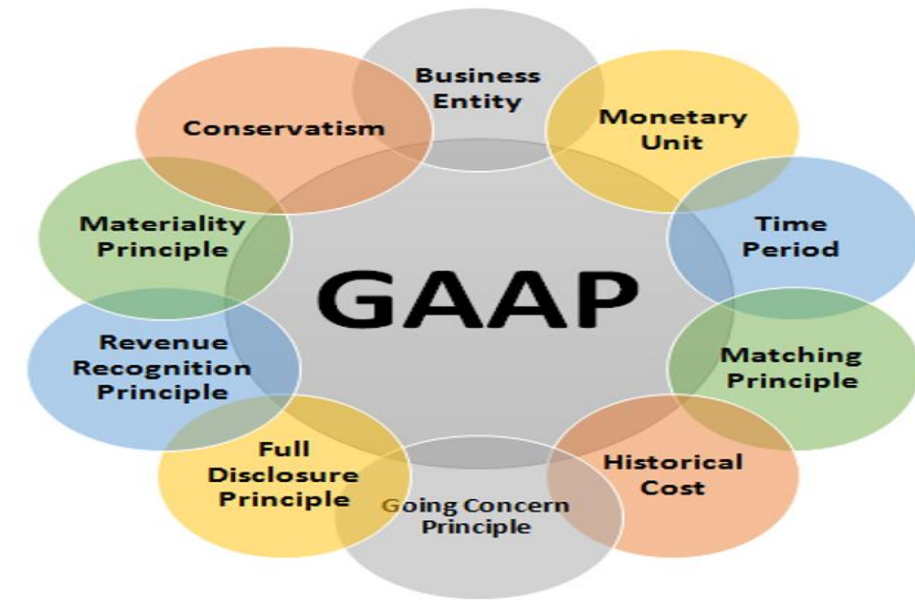 Business
Entity
Monetary
Unit
Time
Period
Matching
Principle
Historical
Cost
Going Concern
Principle
Full
Disclosure
Principle
Revenue
Recognition
Principle
Materiality
Principle
Conservatism
GAAP